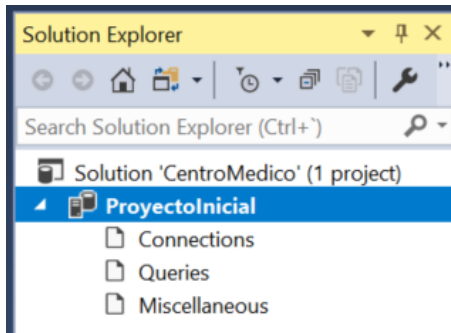 Solution Explorer
Search Solution Explorer (Ctrl+`)
Solution 'CentroMedico' (1 project)
ProyectoInicial
Connections
Queries
Miscellaneous